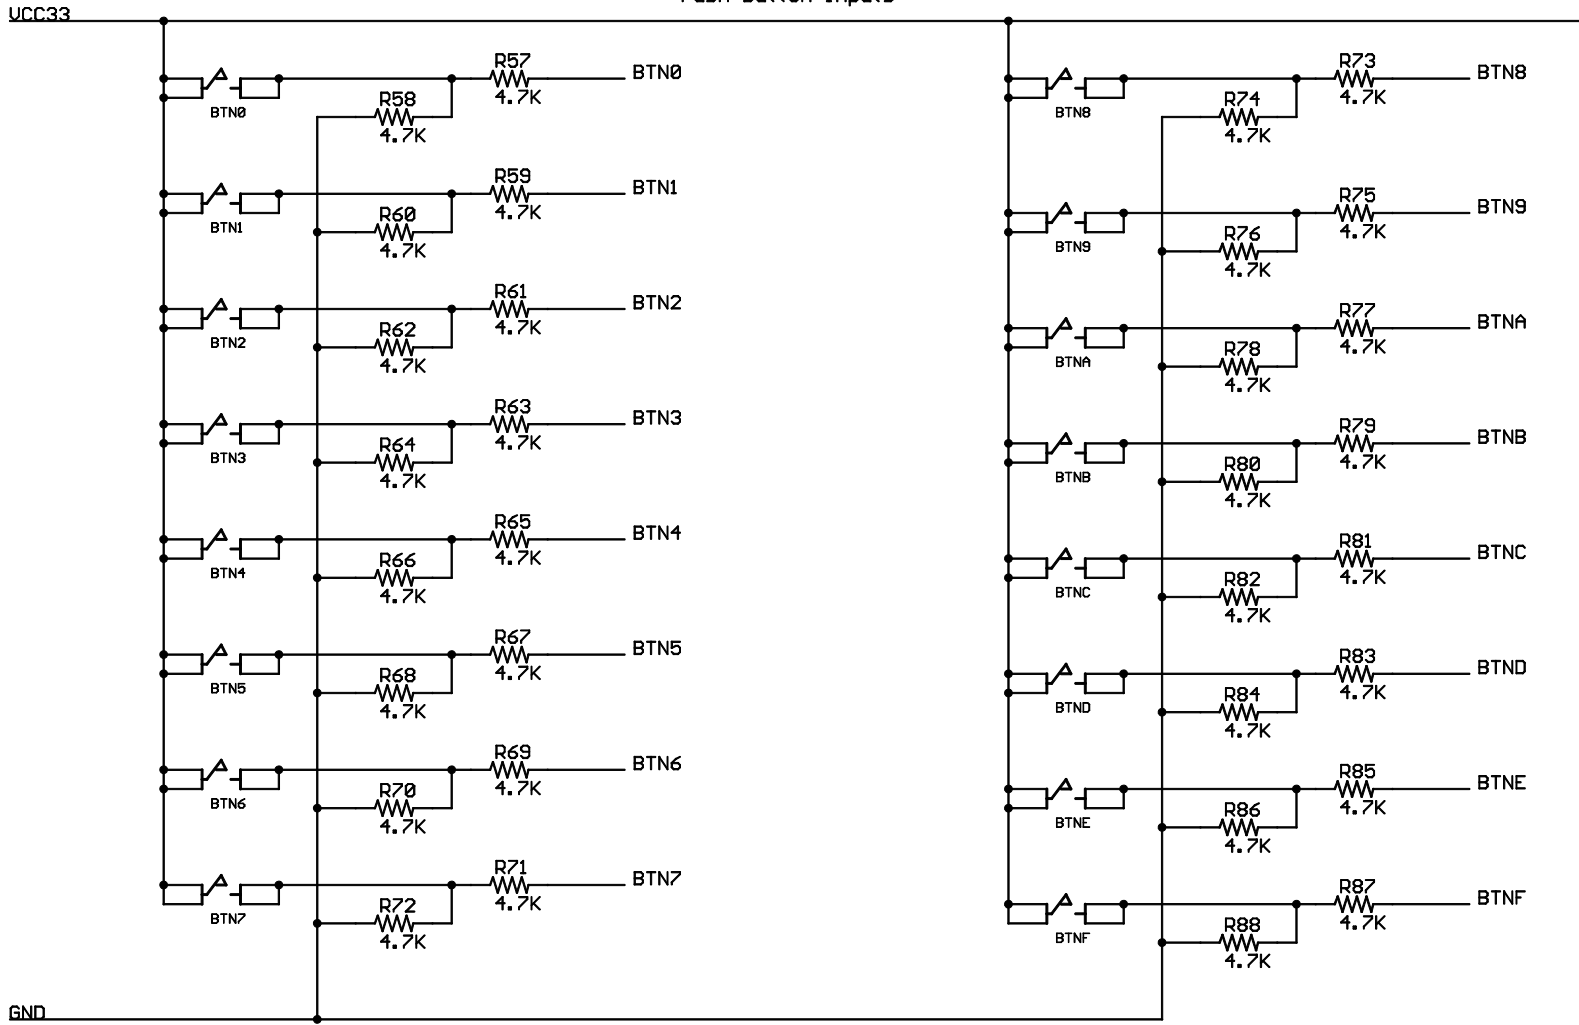 Push Button Inputs
VCC33
R57
BTN0
4.7K
R58
4.7K
BTN0
R59
BTN1
4.7K
R60
4.7K
BTN1
R61
BTN2
4.7K
R62
4.7K
BTN2
R63
BTN3
4.7K
R64
4.7K
BTN3
R65
BTN4
4.7K
R66
4.7K
BTN4
R67
BTN5
4.7K
R68
4.7K
BTN5
R69
BTN6
4.7K
R70
4.7K
BTN6
R71
BTN7
4.7K
R72
4.7K
BTN7
R73
BTN8
4.7K
R74
4.7K
BTN8
R75
BTN9
4.7K
R76
4.7K
BTN9
R77
BTNA
4.7K
R78
4.7K
BTNA
R79
BTNB
4.7K
R80
4.7K
BTNB
R81
BTNC
4.7K
R82
4.7K
BTNC
R83
BTND
4.7K
R84
4.7K
BTND
R85
BTNE
4.7K
R86
4.7K
BTNE
R87
BTNF
4.7K
R88
4.7K
BTNF
GND